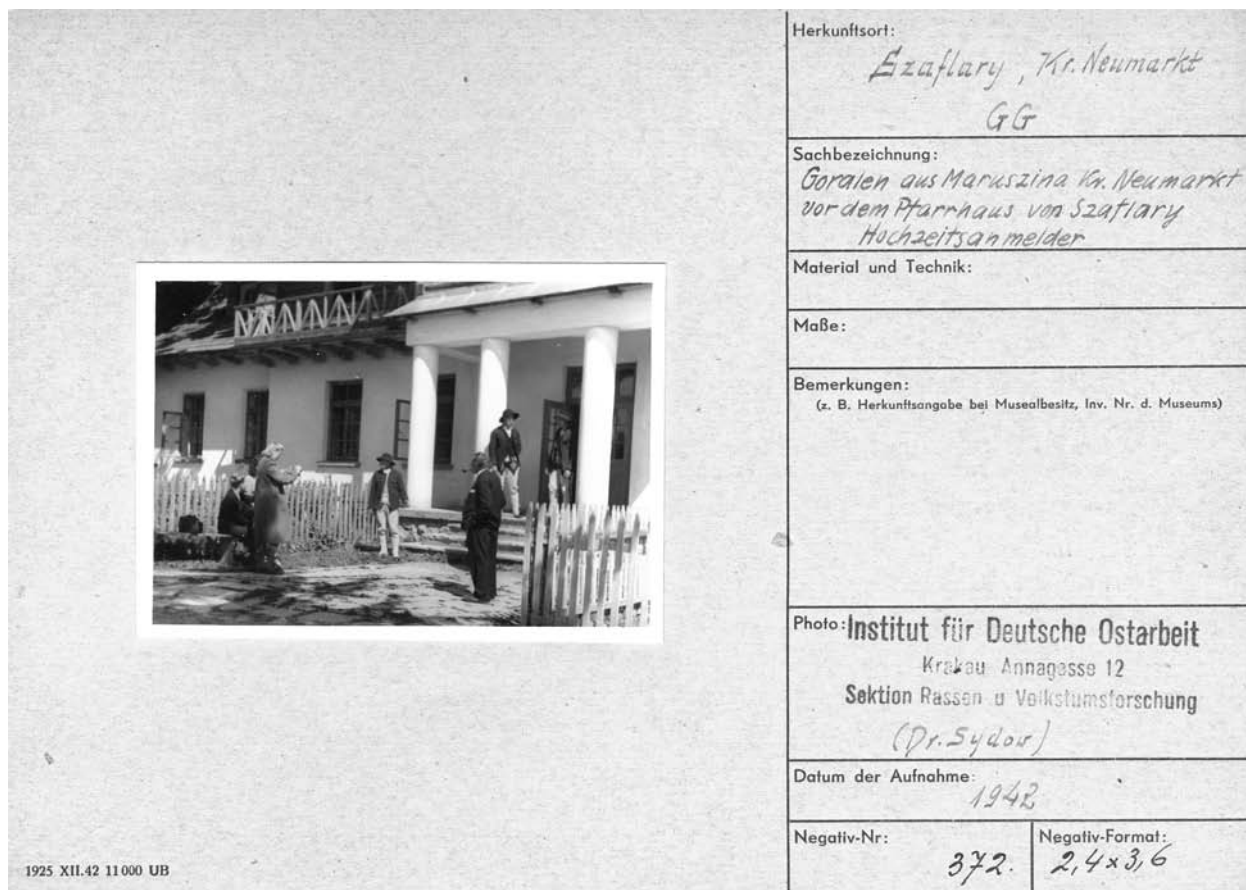 Herkunftsort:
Szaflary, Kr. Neumarkt
GG
Sachbezeichnung:
Goralen aus Maruszina Kr. Neumarkt
vor dem Pfarrhaus von Szaflary
Hochzeitsanmelder
Material und Technik:
Maße:
Bemerkungen:
(z. B. Herkunftsangabe bei Musealbesitz, Inv. Nr. d. Museums)
Photo: Institut für Deutsche Ostarbeit
Krakau Annagasse 12
Sektion Rassen u Volkstumsforschung
(Dr. Sydow)
Datum der Aufnahme:
1942
Negativ-Nr:
372.
Negativ-Format:
2,4x3,6
1925 XII.42 11000 UB